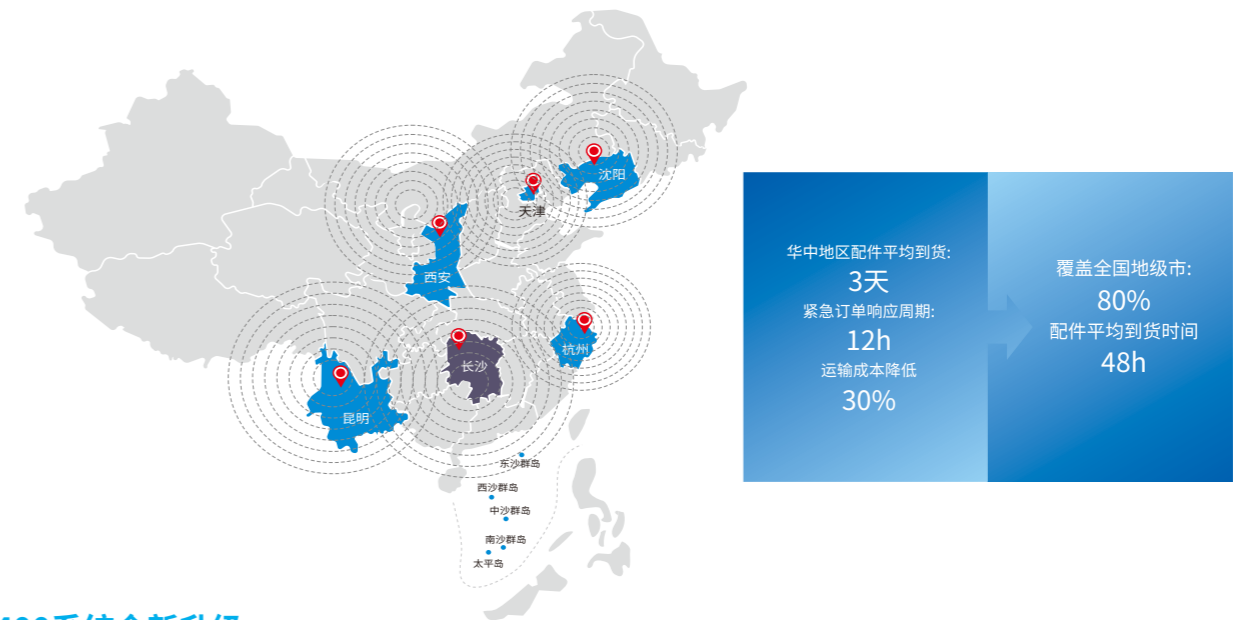 沈阳
天津
西安
杭州
长沙
昆明
东沙群岛
西沙群岛
中沙群岛
南沙群岛
太平岛
华中地区配件平均到货:
3天
紧急订单响应周期:
12h
运输成本降低
30%
覆盖全国地级市:
80%
配件平均到货时间
48h